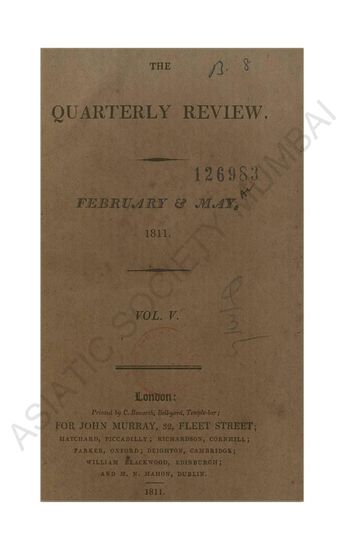 THE
B. 8
QUARTERLY REVIEW.
126983
FEBRUARY & MAY,
1811.
VOL. V.
London:
Printed by C. Roworth, Bell-yard, Temple-bar;
FOR JOHN MURRAY, 32, FLEET STREET;
HATCHARD, PICCADILLY; RICHARDSON, CORNHILL;
PARKER, OXFORD; DEIGHTON, CAMBRIDGE;
WILLIAM BLACKWOOD, EDINBURGH;
AND M. N. MAHON, DUBLIN.
1811.
ASIATIC SOCIETY MUMBAI